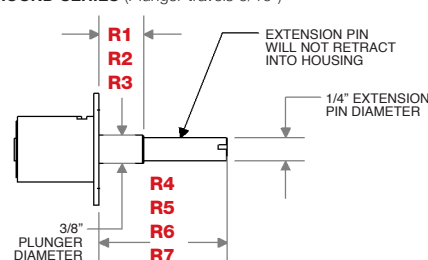 R1
R2
R3
EXTENSION PIN
WILL NOT RETRACT
INTO HOUSING
1/4" EXTENSION
PIN DIAMETER
R4
R5
R6
R7
3/8"
PLUNGER
DIAMETER